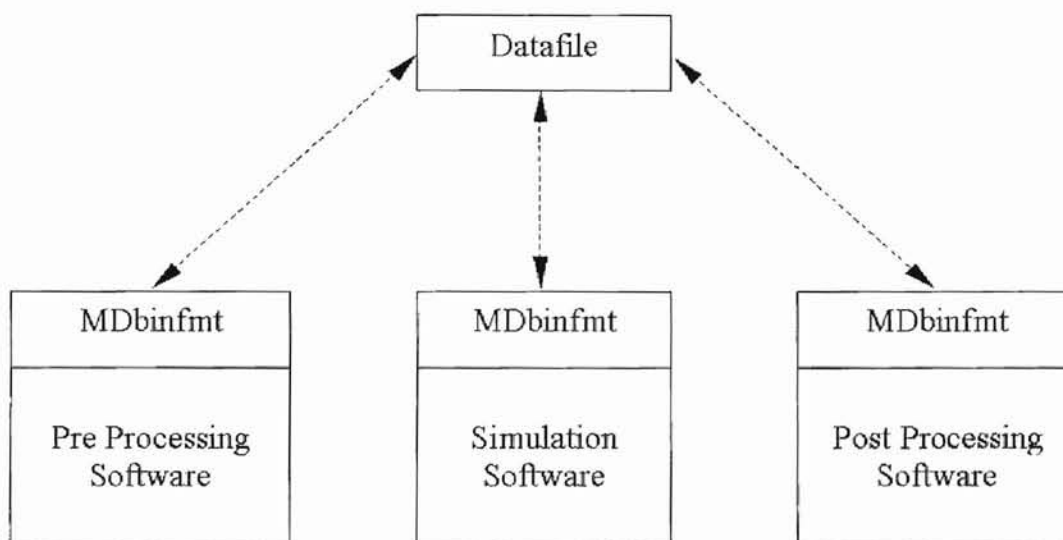 Datafile
MDbinfmt
MDbinfmt
MDbinfmt
Pre Processing
Software
Simulation
Software
Post Processing
Software